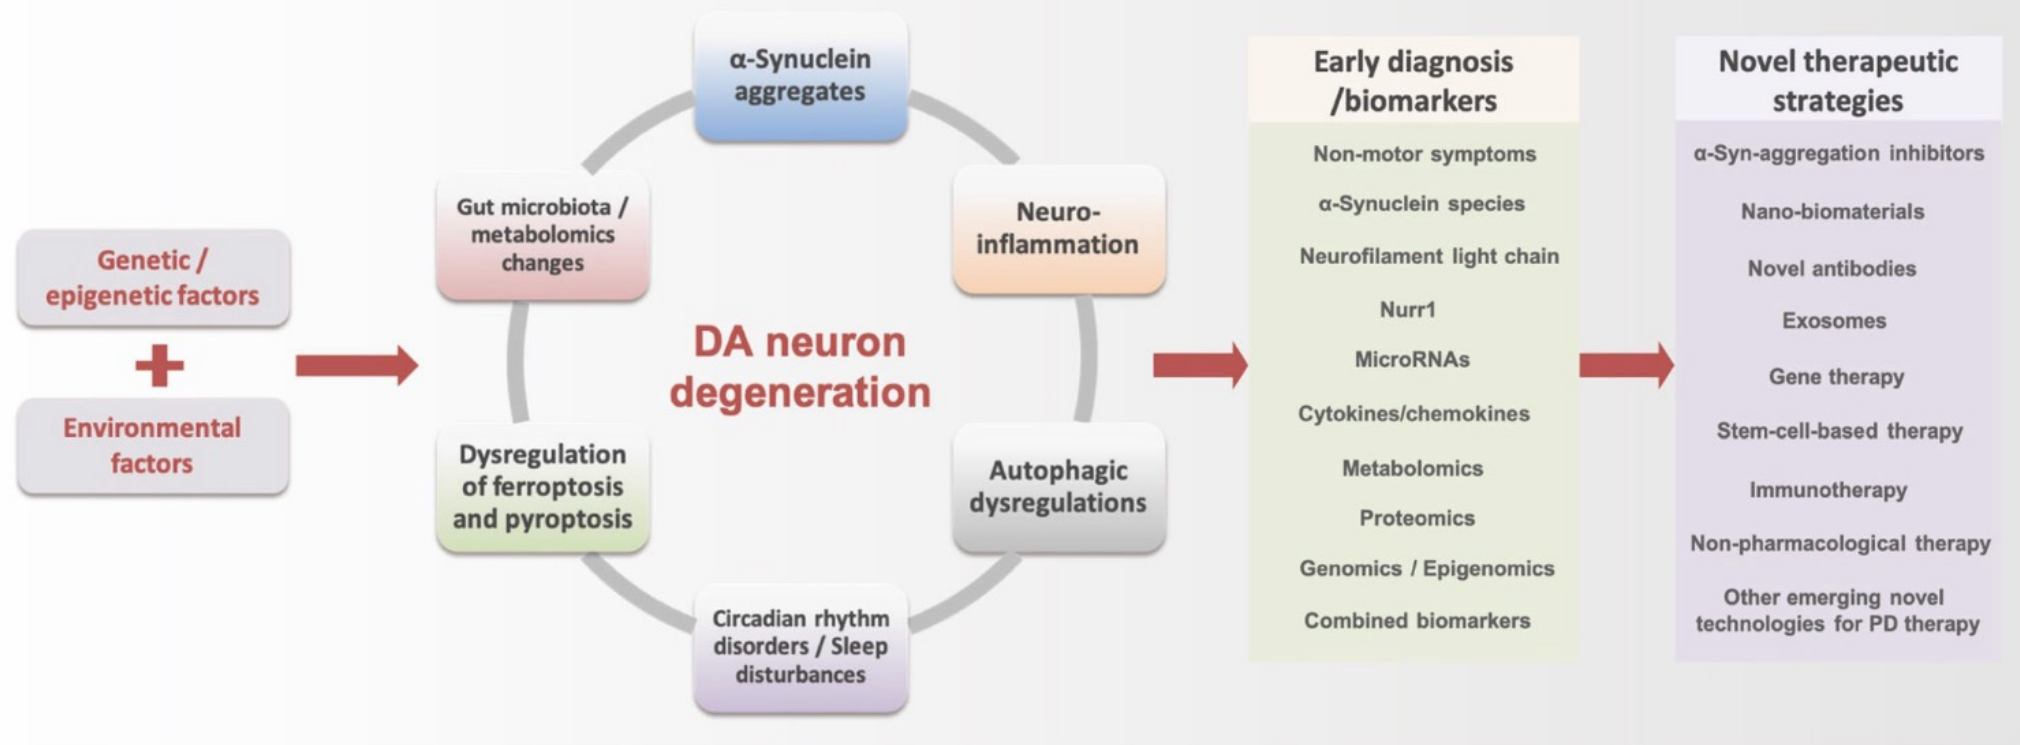 Genetic /
epigenetic factors
+
Environmental
factors
α-Synuclein
aggregates
Neuro-
inflammation
Autophagic
dysregulations
Circadian rhythm
disorders / Sleep
disturbances
Dysregulation
of ferroptosis
and pyroptosis
Gut microbiota /
metabolomics
changes
DA neuron
degeneration
Early diagnosis
/biomarkers
Non-motor symptoms
α-Synuclein species
Neurofilament light chain
Nurr1
MicroRNAs
Cytokines/chemokines
Metabolomics
Proteomics
Genomics / Epigenomics
Combined biomarkers
Novel therapeutic
strategies
α-Syn-aggregation inhibitors
Nano-biomaterials
Novel antibodies
Exosomes
Gene therapy
Stem-cell-based therapy
Immunotherapy
Non-pharmacological therapy
Other emerging novel
technologies for PD therapy